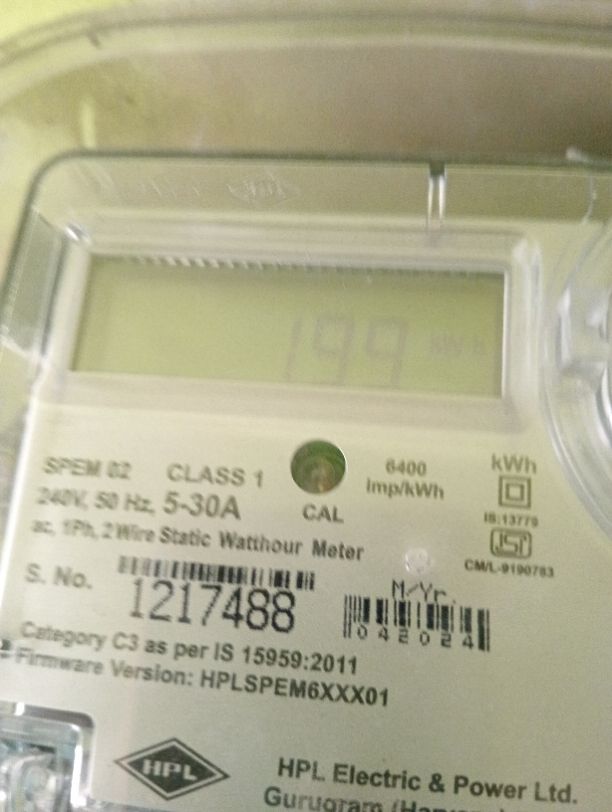 199 kWh
SPEM 02 CLASS 1
6400 imp/kWh
kWh
240V, 50 Hz, 5-30A
CAL
IS:13779
ac, 1Ph, 2 Wire Static Watthour Meter
CM/L-9190783
S. No. 1217488
M/Yr.
042024
Category C3 as per IS 15959:2011
Firmware Version: HPLSPEM6XXX01
HPL
HPL Electric & Power Ltd.
Gurugram